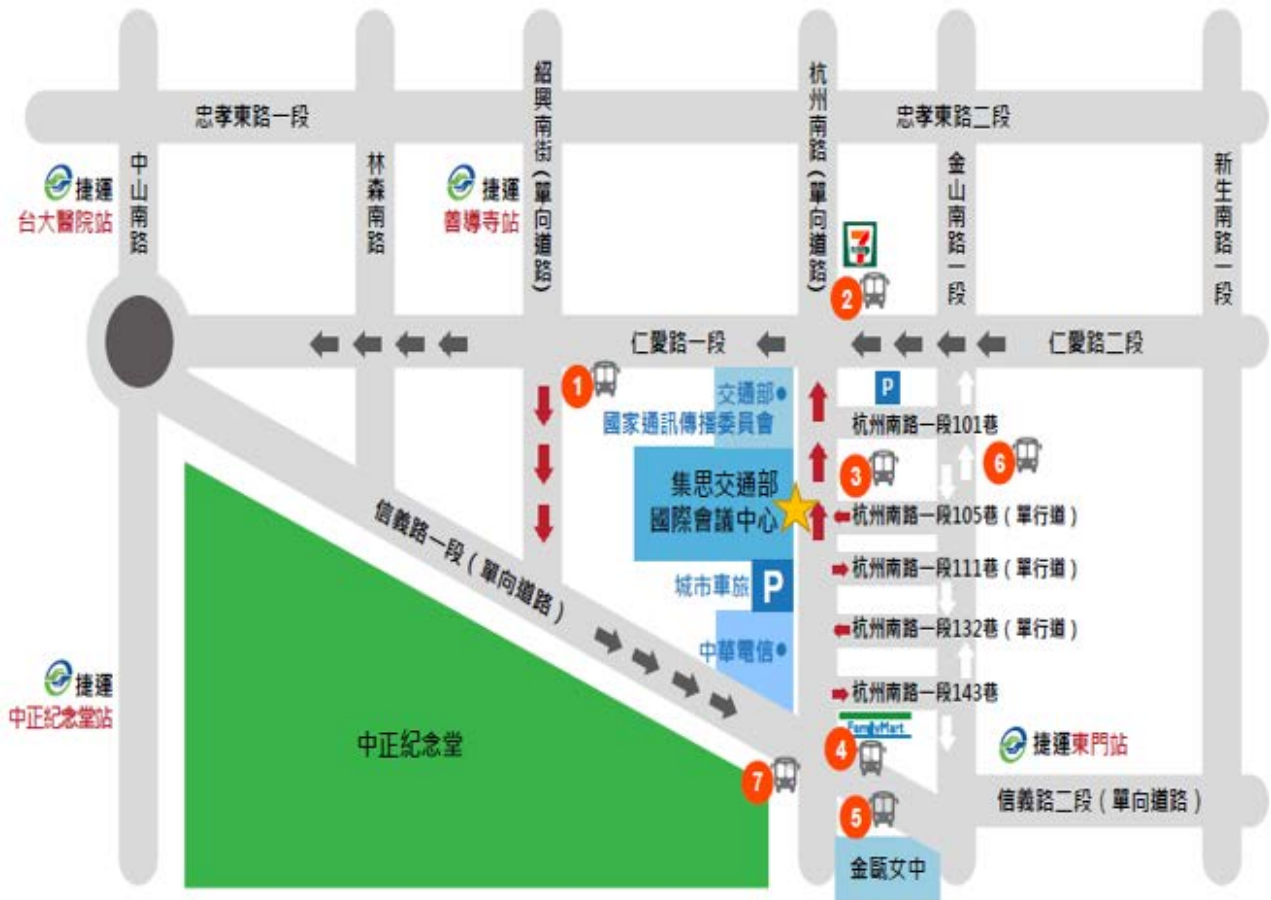 忠孝東路一段
忠孝東路二段
中山南路
林森南路
紹興南街(單向道路)
杭州南路(單向道路)
金山南路一段
新生南路一段
捷運
台大醫院站
捷運
善導寺站
7
2
仁愛路一段
仁愛路二段
1
交通部
國家通訊傳播委員會
P
杭州南路一段101巷
3
6
集思交通部
國際會議中心
杭州南路一段105巷(單行道)
信義路一段(單向道路)
杭州南路一段111巷(單行道)
城市車旅 P
杭州南路一段132巷(單行道)
中華電信
杭州南路一段143巷
捷運
中正紀念堂站
中正紀念堂
FamilyMart
4
捷運東門站
7
5
信義路二段(單向道路)
金甌女中